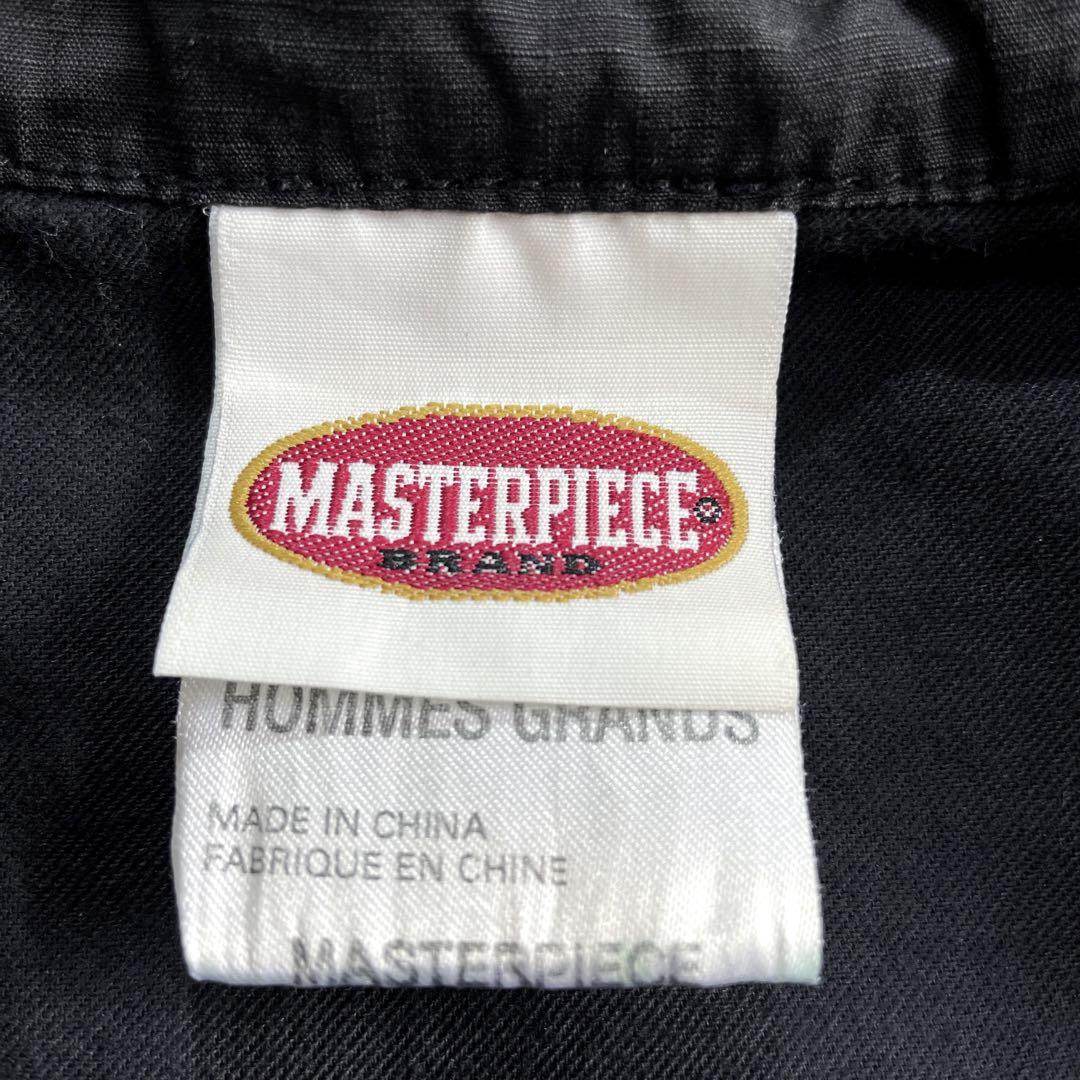 MASTERPIECE®
BRAND
HOMMES GRANDS
MADE IN CHINA
FABRIQUE EN CHINE
MASTERPIECE